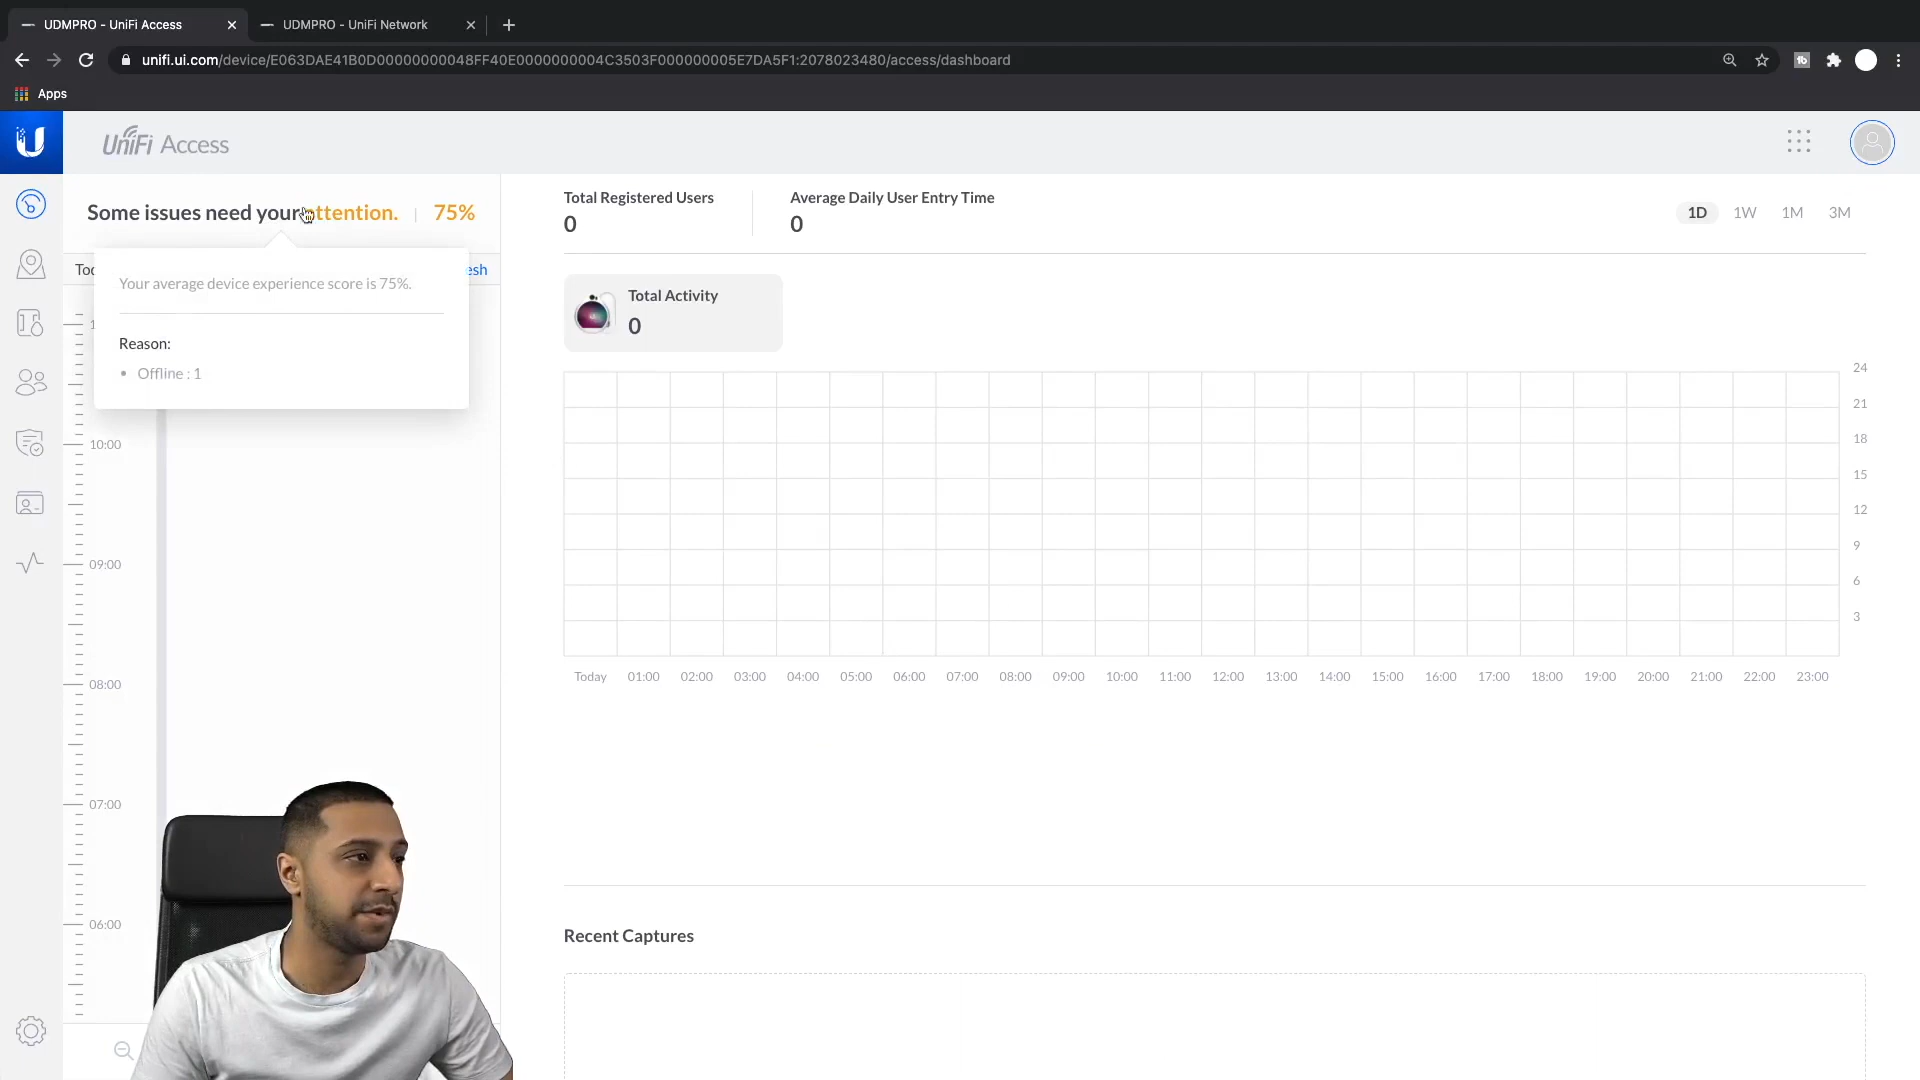 UDMPRO - UniFi Access
UDMPRO - UniFi Network
unifi.ui.com/device/E063DAE41B0D00000000048FF40E0000000004C3503F000000005E7DA5F1:2078023480/access/dashboard
Apps
UniFi Access
Some issues need your attention. | 75%
Your average device experience score is 75%.
Reason:
Offline : 1
10:00
09:00
08:00
07:00
06:00
Total Registered Users
0
Average Daily User Entry Time
0
1D 1W 1M 3M
Total Activity
0
24
21
18
15
12
9
6
3
Today 01:00 02:00 03:00 04:00 05:00 06:00 07:00 08:00 09:00 10:00 11:00 12:00 13:00 14:00 15:00 16:00 17:00 18:00 19:00 20:00 21:00 22:00 23:00
Recent Captures